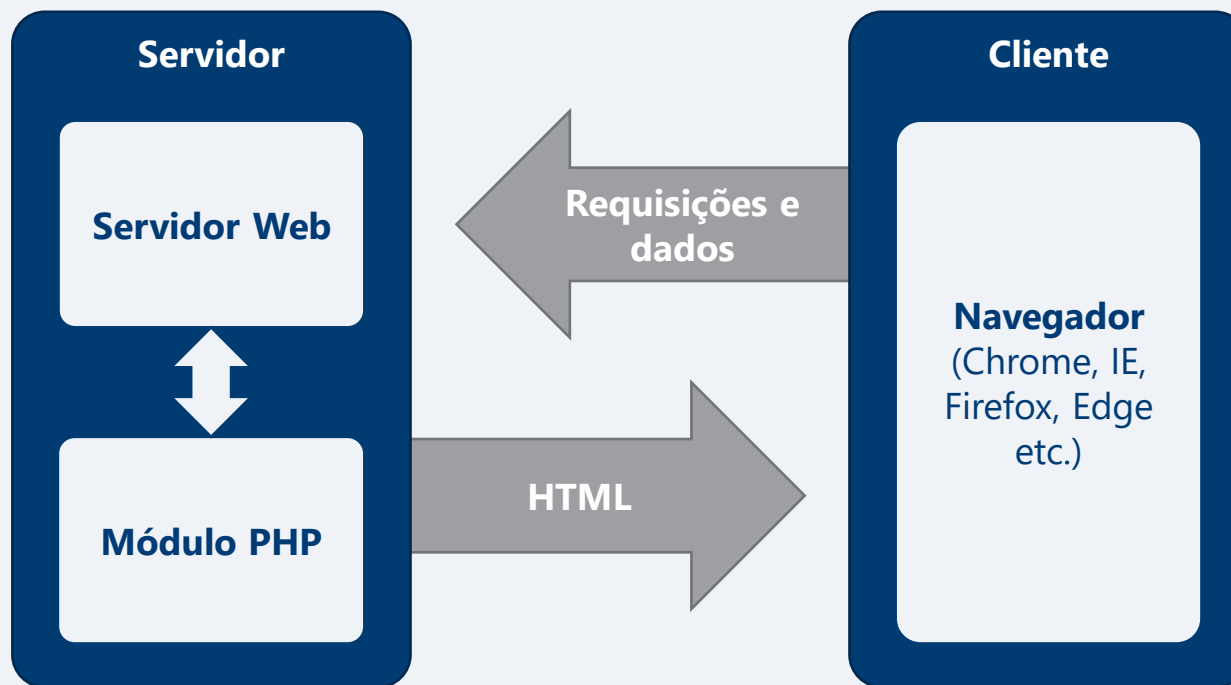 Servidor
Servidor Web
Módulo PHP
Requisições e
dados
HTML
Cliente
Navegador
(Chrome, IE,
Firefox, Edge
etc.)